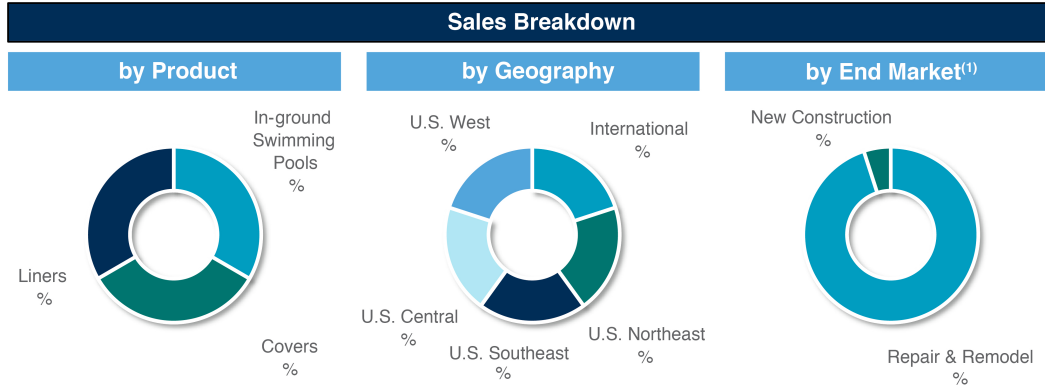 Sales Breakdown
by Product
by Geography
by End Market(1)
In-ground
Swimming
Pools
%
Liners
%
Covers
%
U.S. West
%
International
%
U.S. Central
%
U.S. Southeast
%
U.S. Northeast
%
New Construction
%
Repair & Remodel
%